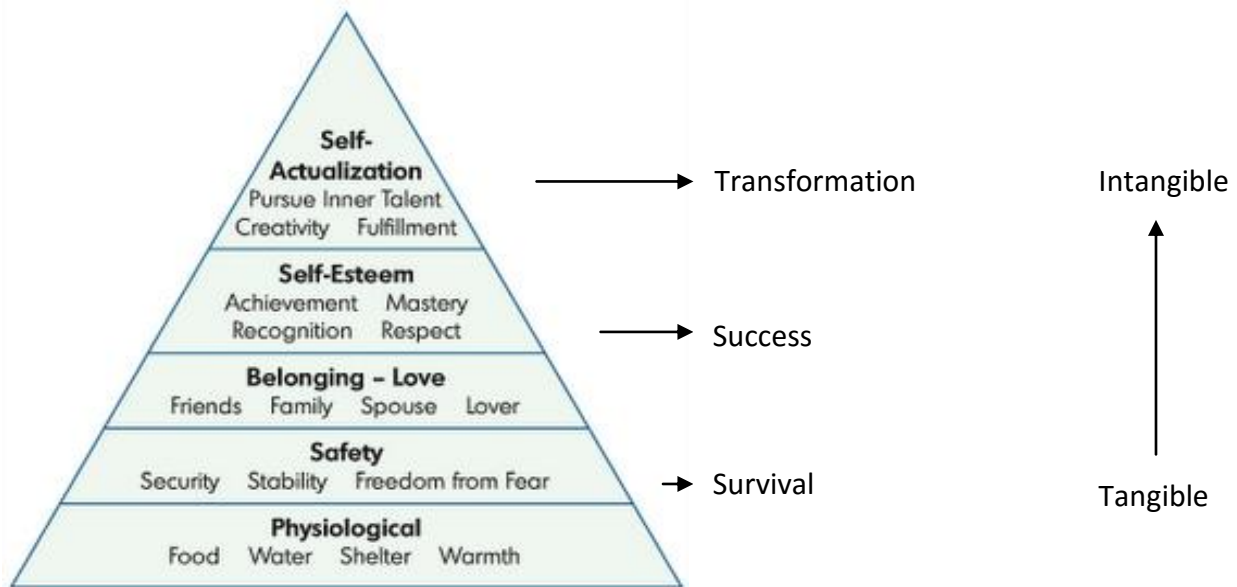 Self-
Actualization
Pursue Inner Talent
Creativity Fulfillment
Self-Esteem
Achievement Mastery
Recognition Respect
Belonging – Love
Friends Family Spouse Lover
Safety
Security Stability Freedom from Fear
Physiological
Food Water Shelter Warmth
Transformation
Success
Survival
Intangible
Tangible